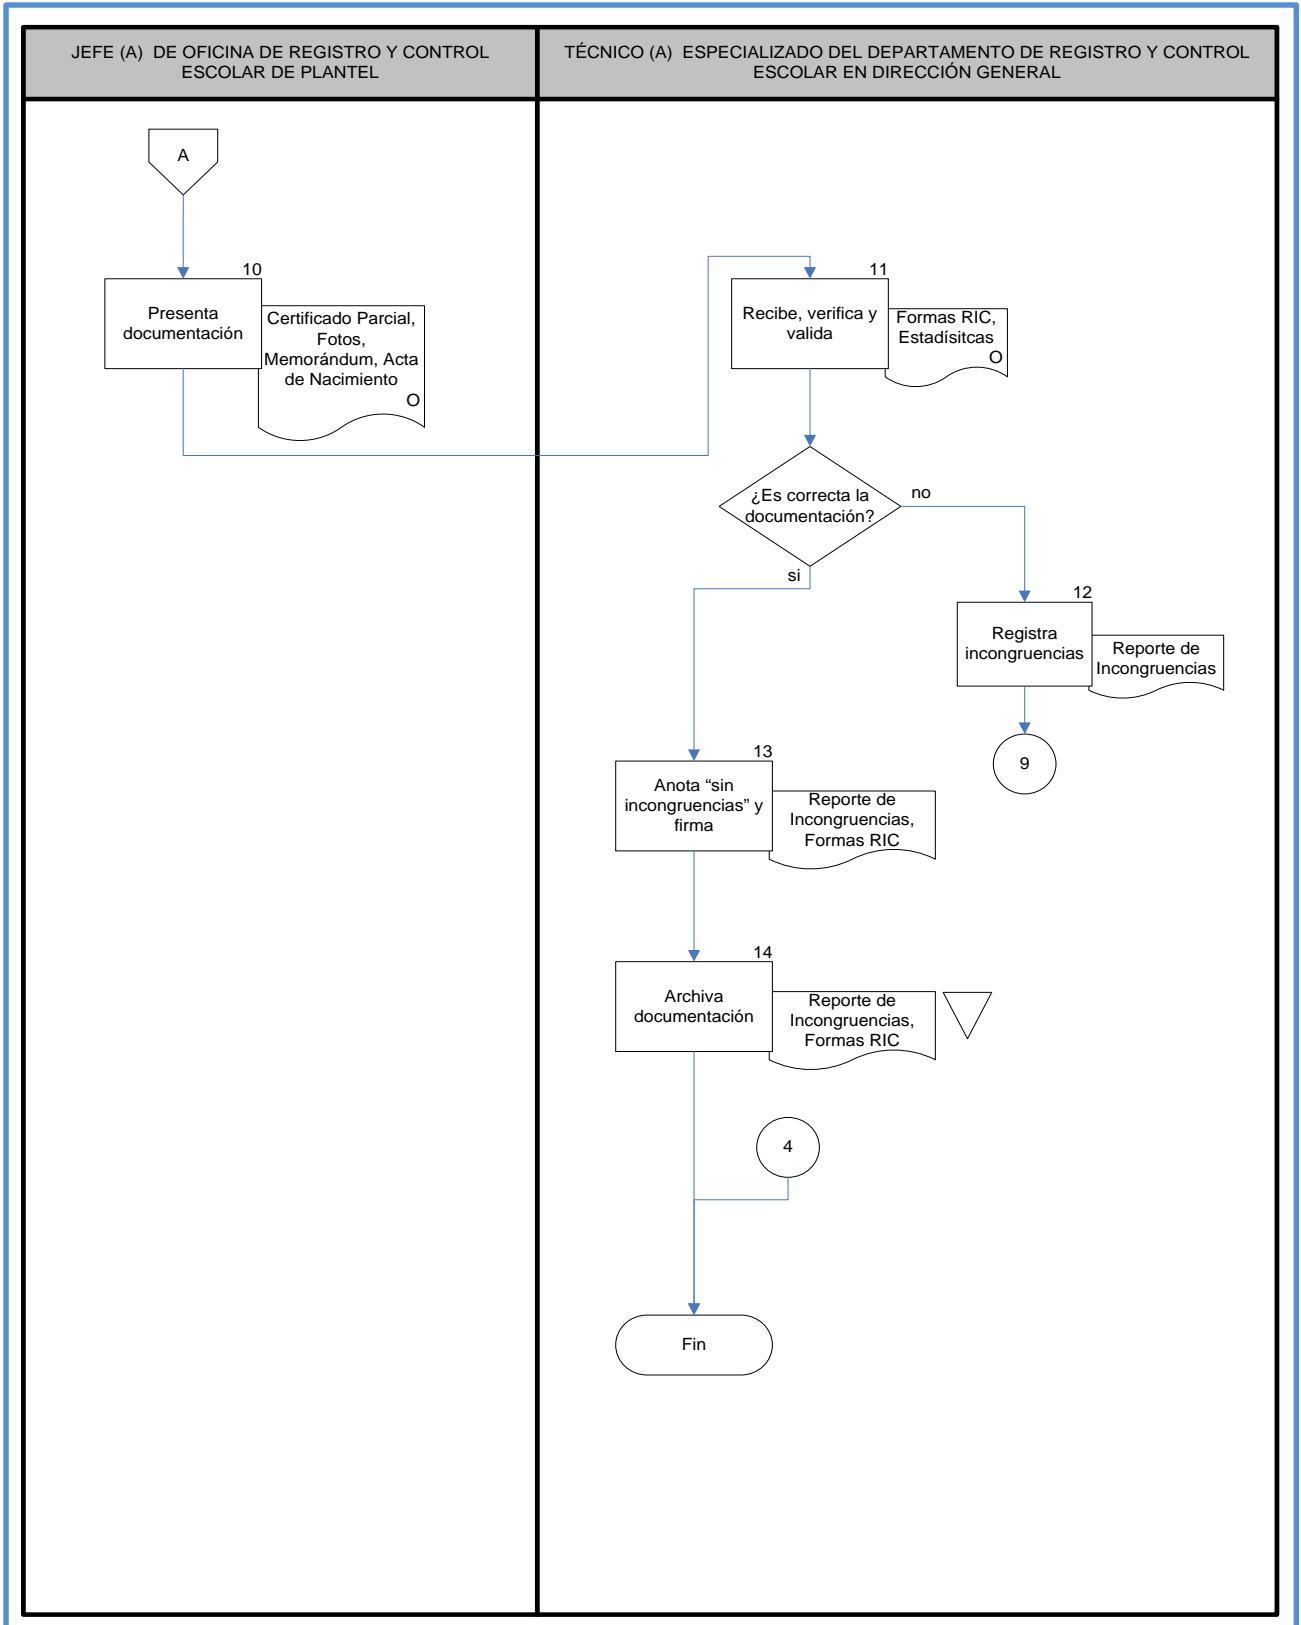 JEFE (A) DE OFICINA DE REGISTRO Y CONTROL
ESCOLAR DE PLANTEL
TÉCNICO (A) ESPECIALIZADO DEL DEPARTAMENTO DE REGISTRO Y CONTROL
ESCOLAR EN DIRECCIÓN GENERAL
A
10
Presenta
documentación
Certificado Parcial,
Fotos,
Memorándum, Acta
de Nacimiento
O
11
Recibe, verifica y
valida
Formas RIC,
Estadísitcas
O
¿Es correcta la
documentación?
no
si
12
Registra
incongruencias
Reporte de
Incongruencias
9
13
Anota “sin
incongruencias” y
firma
Reporte de
Incongruencias,
Formas RIC
14
Archiva
documentación
Reporte de
Incongruencias,
Formas RIC
4
Fin